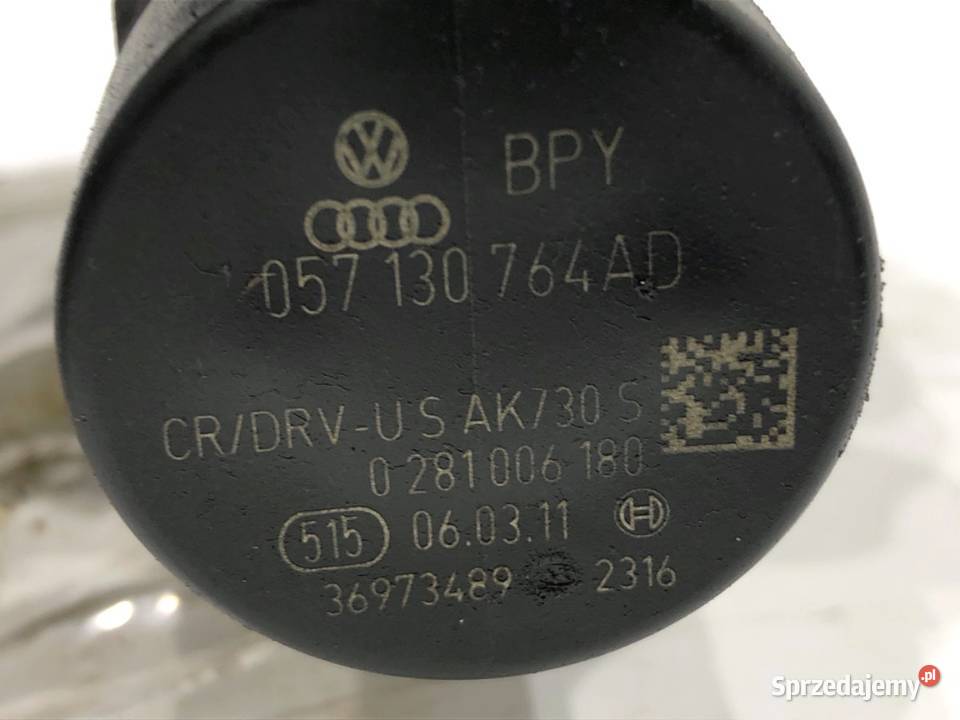 BPY
057 130 764AD
CR/DRV-U S AK/730 S
0 281 006 180
515 06.03.11
36973489 2316
Sprzedajemy.pl